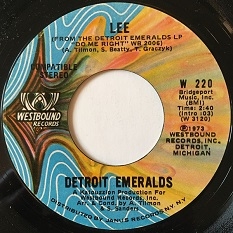 LEE
(FROM THE DETROIT EMERALDS LP
"DO ME RIGHT" WB 2006)
A. Tilmon, S. Beatty, T. Graszyk)
COMPATIBLE
STEREO
WESTBOUND
RECORDS
W 220
Bridgeport
Music, Inc.
(BMI)
Time: 2:40
(intro :03)
(W 3120)
℗ 1973
WESTBOUND
RECORDS, INC.
DETROIT,
MICHIGAN
DETROIT EMERALDS
A Katouzzion Production For
Westbound Records, Inc.
Arr. & Cond. by A. Tilmon
& S. Sanders
DISTRIBUTED BY JANUS RECORDS N.Y. N.Y.